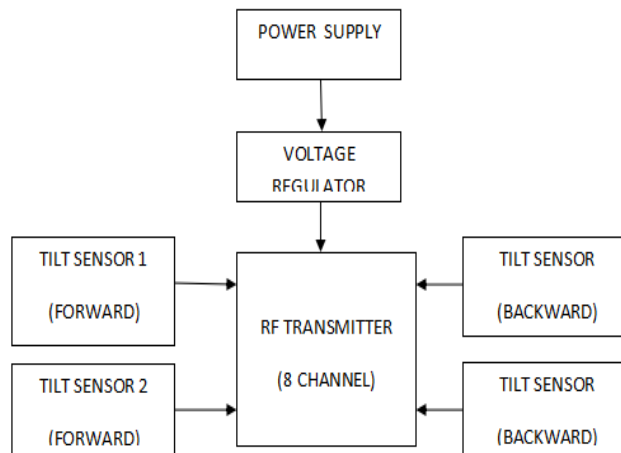 POWER SUPPLY
VOLTAGE
REGULATOR
TILT SENSOR 1
(FORWARD)
RF TRANSMITTER
(8 CHANNEL)
TILT SENSOR
(BACKWARD)
TILT SENSOR 2
(FORWARD)
TILT SENSOR
(BACKWARD)